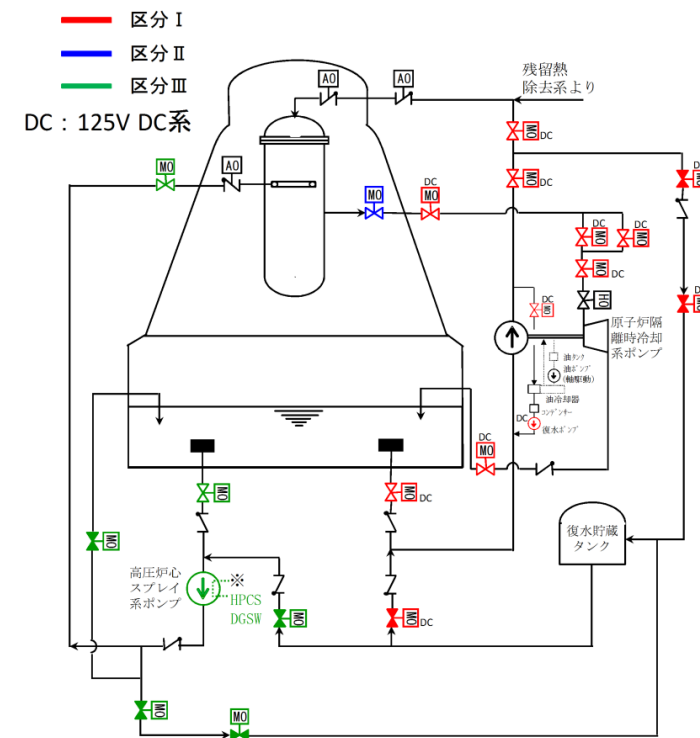 区分Ⅰ
区分Ⅱ
区分Ⅲ
DC：125V DC系
残留熱
除去系より
AO
AO
MO
DC
MO
DC
DC
MO
MO
AO
DC
MO
MO
DC
MO
DC
MO
MO
DC
DC
MO
HO
DC
MO
原子炉隔
離時冷却
系ポンプ
油タンク
油ポンプ
(軸駆動)
油冷却器
コンデンサー
DC
復水ポンプ
DC
MO
MO
MO
DC
MO
復水貯蔵
タンク
高圧炉心
スプレイ
系ポンプ
※
HPCS
DGSW
MO
MO
DC
MO
MO